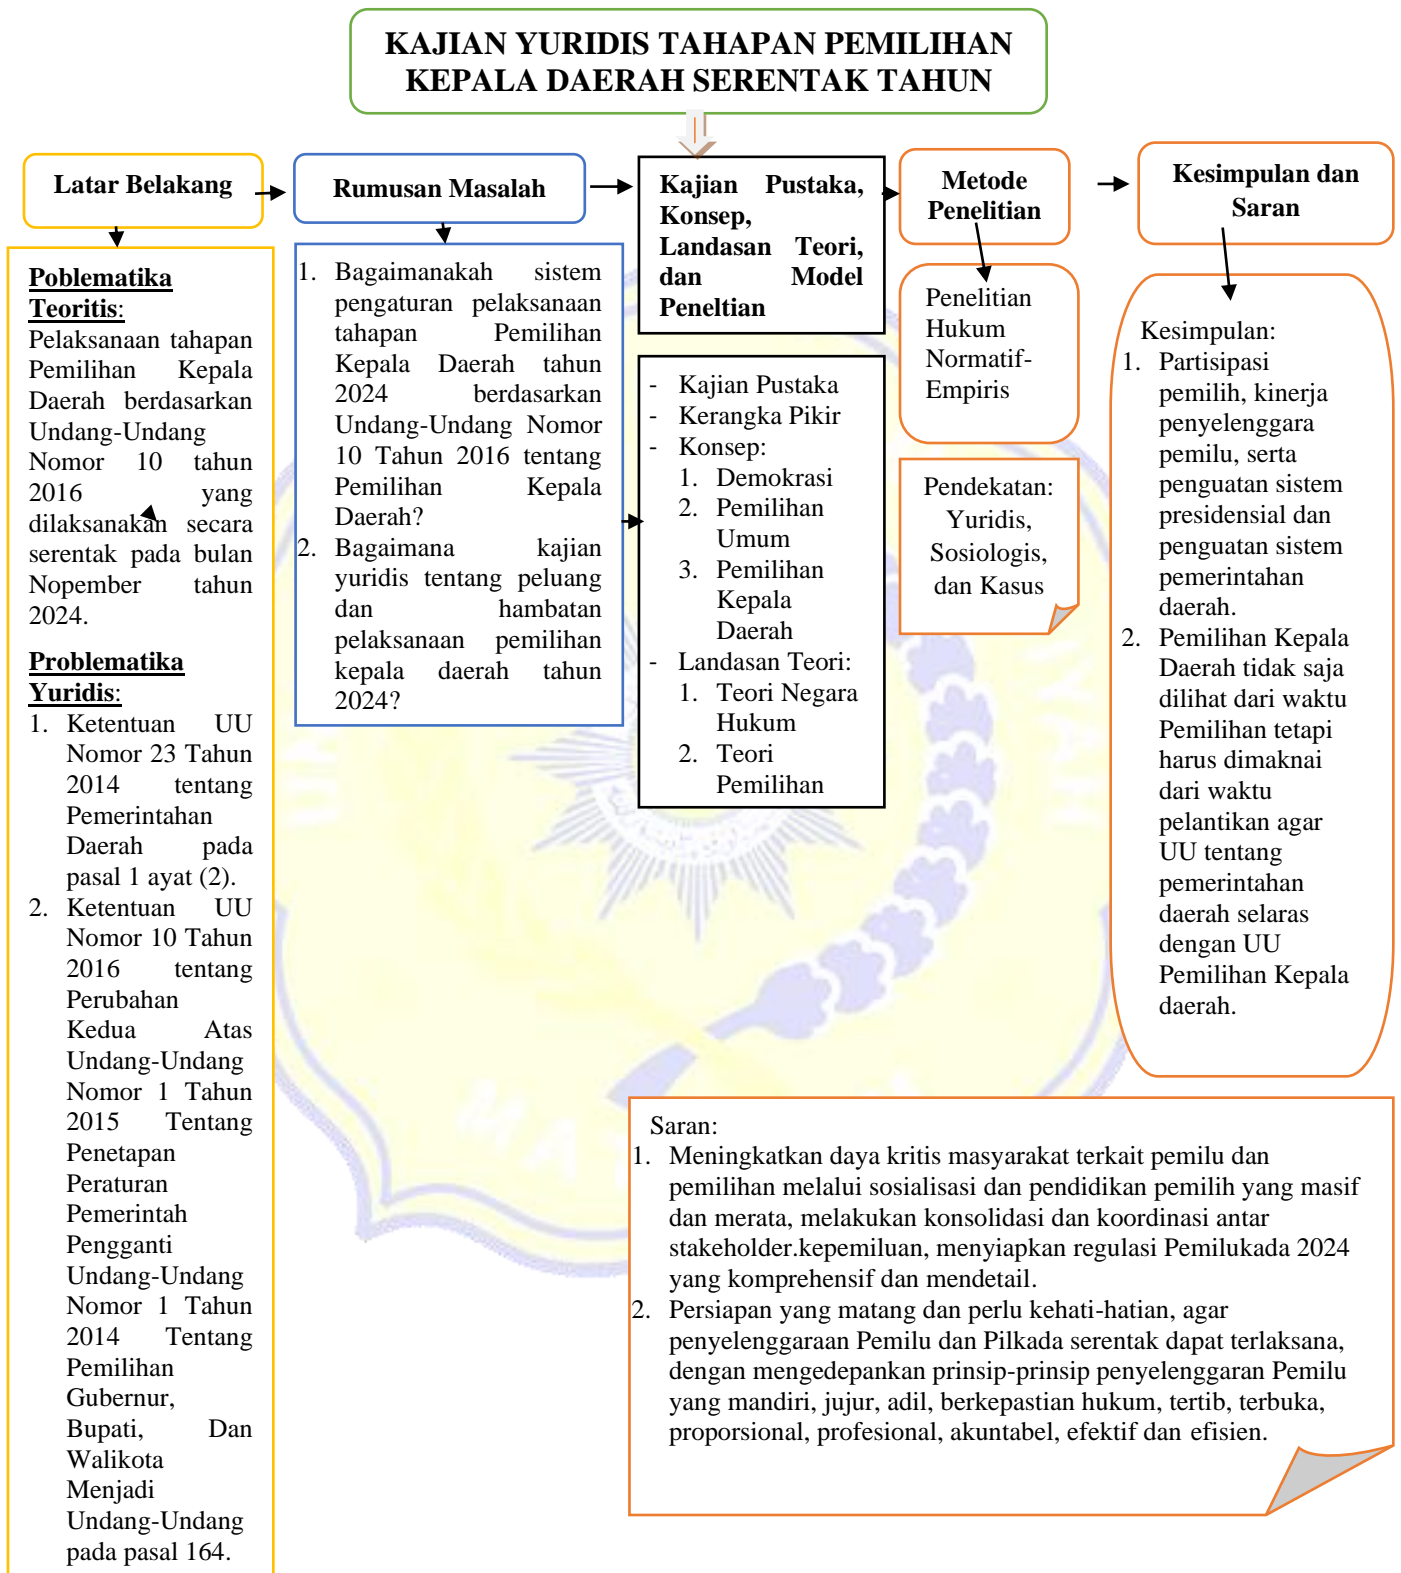 KAJIAN YURIDIS TAHAPAN PEMILIHAN
KEPALA DAERAH SERENTAK TAHUN
Latar Belakang
Poblematika
Teoritis:
Pelaksanaan tahapan
Pemilihan Kepala
Daerah berdasarkan
Undang-Undang
Nomor 10 tahun
2016 yang
dilaksanakan secara
serentak pada bulan
Nopember tahun
2024.
Problematika
Yuridis:
1. Ketentuan UU
Nomor 23 Tahun
2014 tentang
Pemerintahan
Daerah pada
pasal 1 ayat (2).
2. Ketentuan UU
Nomor 10 Tahun
2016 tentang
Perubahan
Kedua Atas
Undang-Undang
Nomor 1 Tahun
2015 Tentang
Penetapan
Peraturan
Pemerintah
Pengganti
Undang-Undang
Nomor 1 Tahun
2014 Tentang
Pemilihan
Gubernur,
Bupati, Dan
Walikota
Menjadi
Undang-Undang
pada pasal 164.
Rumusan Masalah
1. Bagaimanakah sistem
pengaturan pelaksanaan
tahapan Pemilihan
Kepala Daerah tahun
2024 berdasarkan
Undang-Undang Nomor
10 Tahun 2016 tentang
Pemilihan Kepala
Daerah?
2. Bagaimana kajian
yuridis tentang peluang
dan hambatan
pelaksanaan pemilihan
kepala daerah tahun
2024?
Kajian Pustaka,
Konsep,
Landasan Teori,
dan Model
Peneltian
- Kajian Pustaka
- Kerangka Pikir
- Konsep:
1. Demokrasi
2. Pemilihan
Umum
3. Pemilihan
Kepala
Daerah
- Landasan Teori:
1. Teori Negara
Hukum
2. Teori
Pemilihan
Metode
Penelitian
Penelitian
Hukum
Normatif-
Empiris
Pendekatan:
Yuridis,
Sosiologis,
dan Kasus
Kesimpulan dan
Saran
Kesimpulan:
1. Partisipasi
pemilih, kinerja
penyelenggara
pemilu, serta
penguatan sistem
presidensial dan
penguatan sistem
pemerintahan
daerah.
2. Pemilihan Kepala
Daerah tidak saja
dilihat dari waktu
Pemilihan tetapi
harus dimaknai
dari waktu
pelantikan agar
UU tentang
pemerintahan
daerah selaras
dengan UU
Pemilihan Kepala
daerah.
Saran:
1. Meningkatkan daya kritis masyarakat terkait pemilu dan
pemilihan melalui sosialisasi dan pendidikan pemilih yang masif
dan merata, melakukan konsolidasi dan koordinasi antar
stakeholder.kepemiluan, menyiapkan regulasi Pemilukada 2024
yang komprehensif dan mendetail.
2. Persiapan yang matang dan perlu kehati-hatian, agar
penyelenggaraan Pemilu dan Pilkada serentak dapat terlaksana,
dengan mengedepankan prinsip-prinsip penyelenggaran Pemilu
yang mandiri, jujur, adil, berkepastian hukum, tertib, terbuka,
proporsional, profesional, akuntabel, efektif dan efisien.